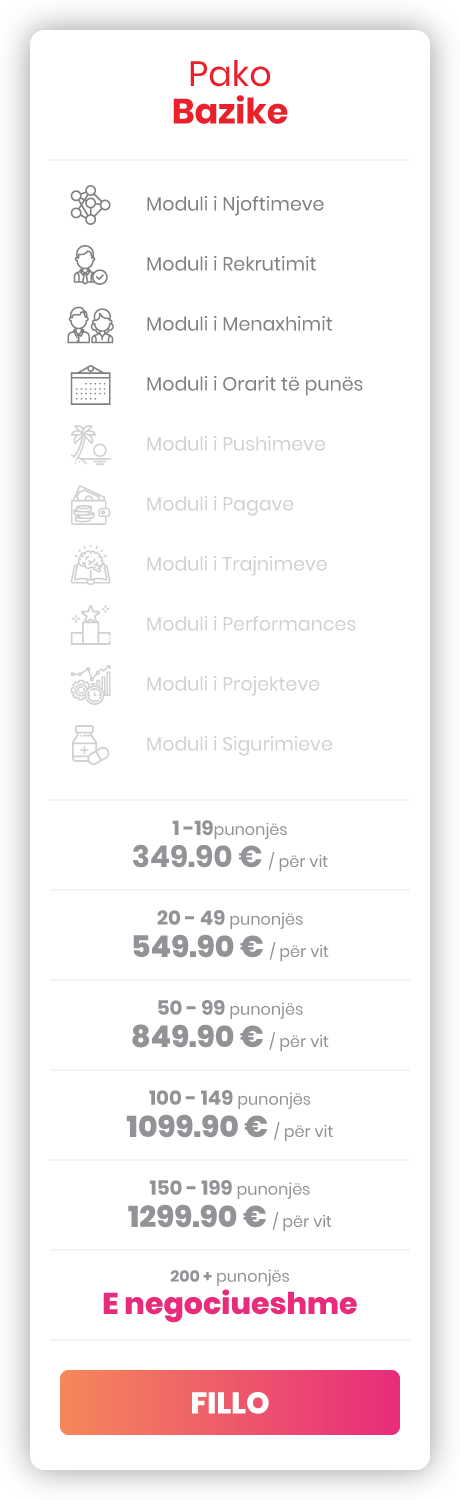 Pako
Bazike
Moduli i Njoftimeve
Moduli i Rekrutimit
Moduli i Menaxhimit
Moduli i Orarit të punës
Moduli i Pushimeve
Moduli i Pagave
Moduli i Trajnimeve
Moduli i Performances
Moduli i Projekteve
Moduli i Sigurimieve
1 -19punonjës
349.90 € / për vit
20 - 49 punonjës
549.90 € / për vit
50 - 99 punonjës
849.90 € / për vit
100 - 149 punonjës
1099.90 € / për vit
150 - 199 punonjës
1299.90 € / për vit
200 + punonjës
E negociueshme
FILLO